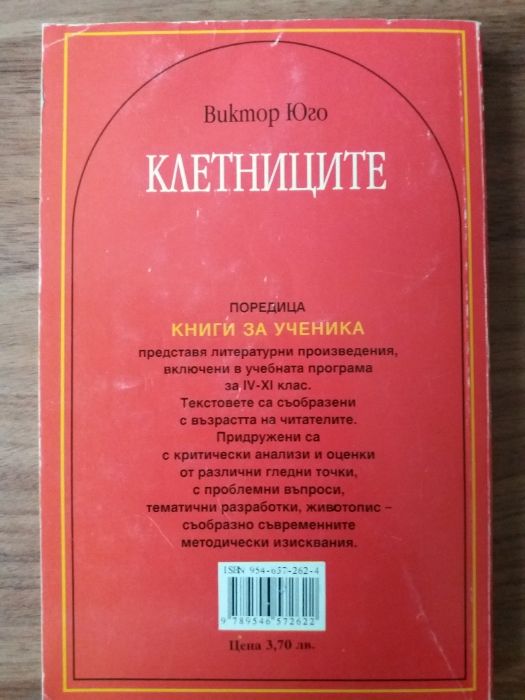 Виктор Юго
КЛЕТНИЦИТЕ
ПОРЕДИЦА
КНИГИ ЗА УЧЕНИКА
представя литературни произведения,
включени в учебната програма
за IV-XI клас.
Текстовете са съобразени
с възрастта на читателите.
Придружени са
с критически анализи и оценки
от различни гледни точки,
с проблемни въпроси,
тематични разработки, животопис –
съобразно съвременните
методически изисквания.
ISBN 954-657-262-4
9 789546 572622
Цена 3,70 лв.